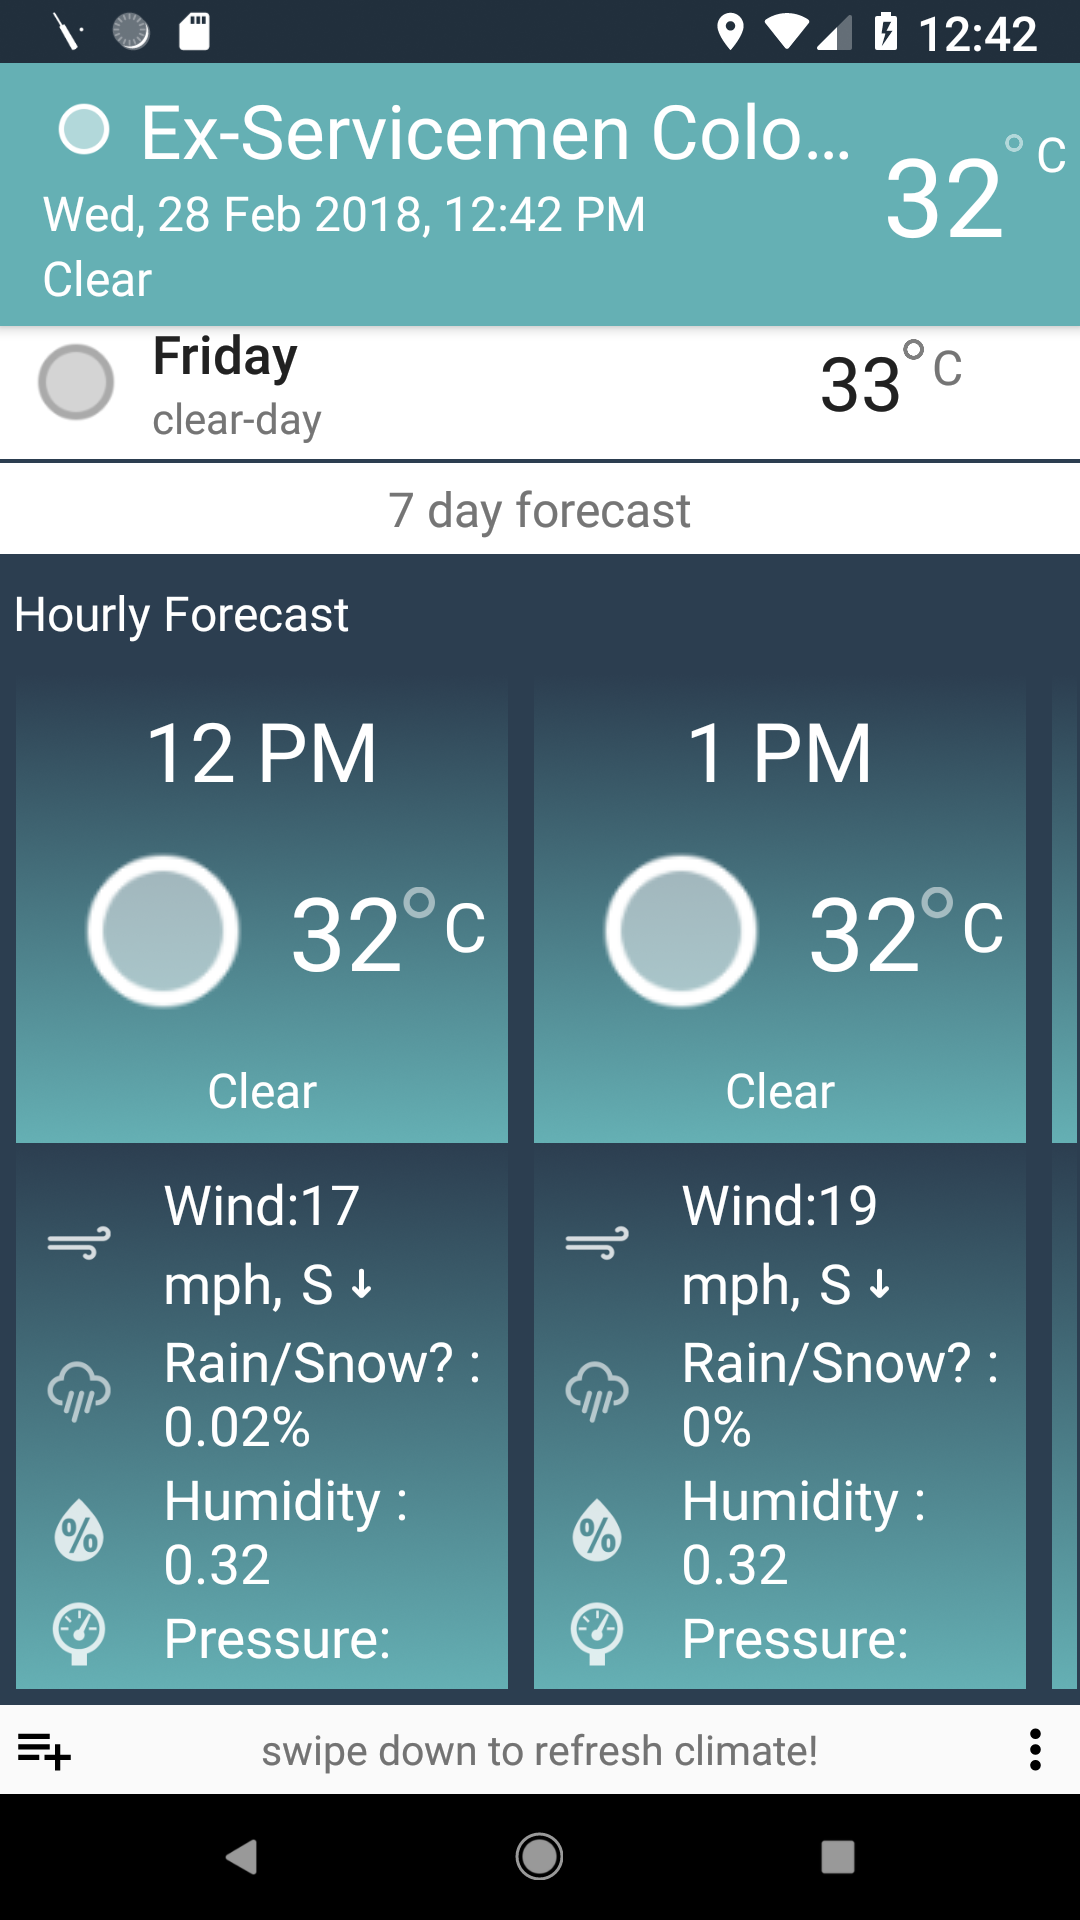 12:42
Ex-Servicemen Colo...
32° C
Wed, 28 Feb 2018, 12:42 PM
Clear
Friday
33° C
clear-day
7 day forecast
Hourly Forecast
12 PM
32° C
Clear
1 PM
32° C
Clear
Wind:17
mph, S ↓
Rain/Snow? :
0.02%
%
Humidity :
0.32
Pressure:
Wind:19
mph, S ↓
Rain/Snow? :
0%
%
Humidity :
0.32
Pressure:
swipe down to refresh climate!